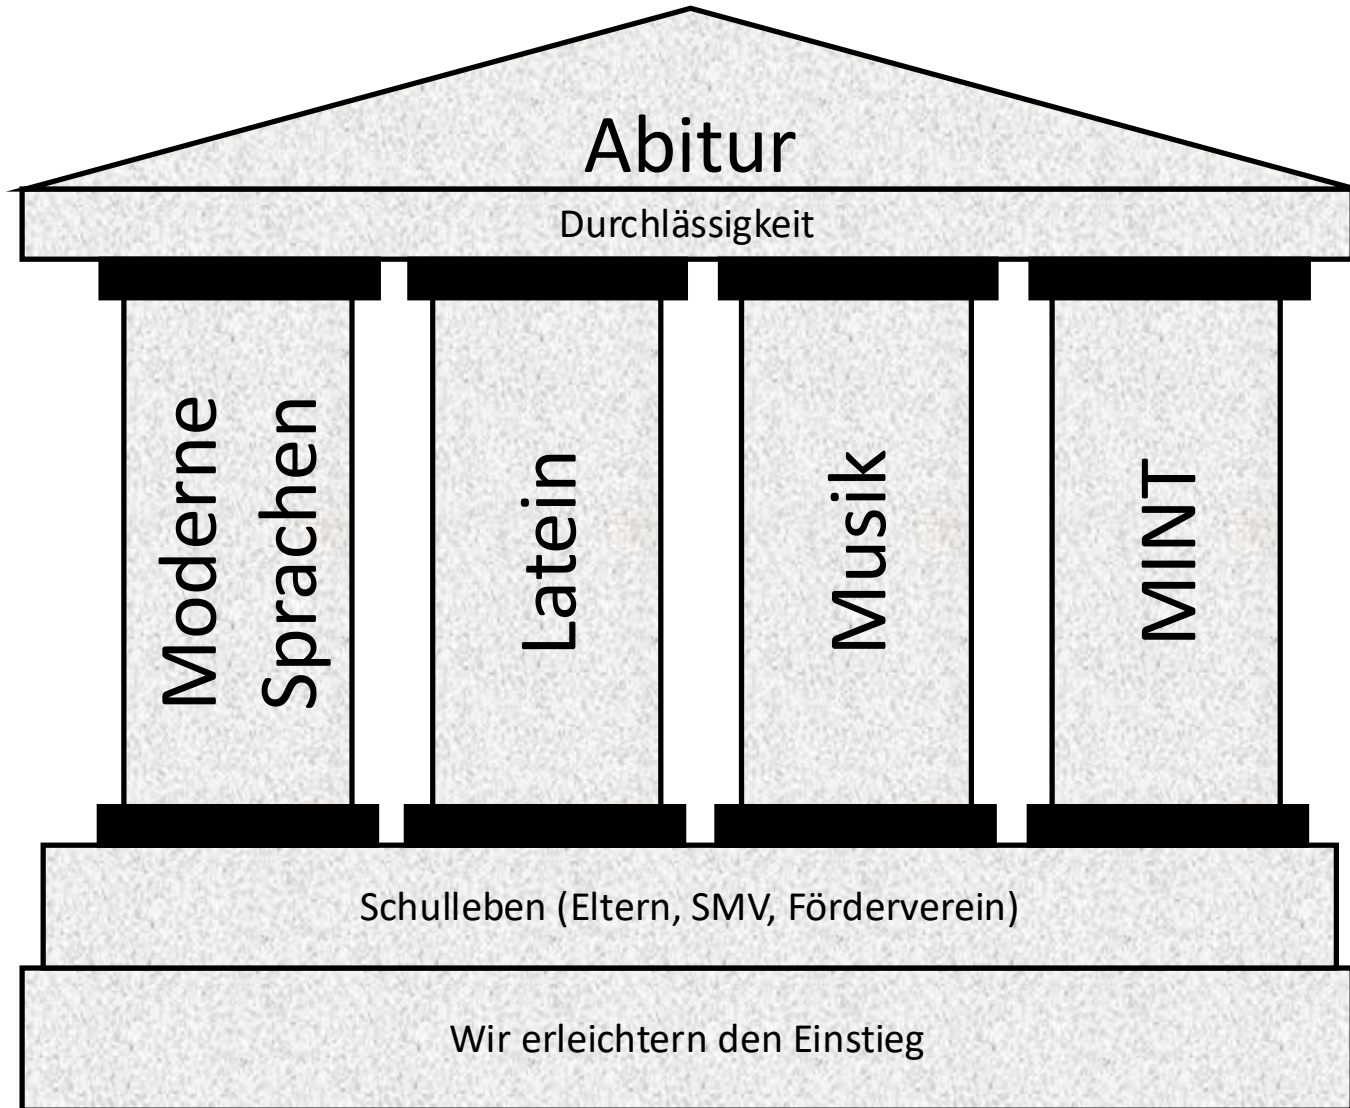 Abitur
Durchlässigkeit
Moderne
Sprachen
Latein
Musik
MINT
Schulleben (Eltern, SMV, Förderverein)
Wir erleichtern den Einstieg